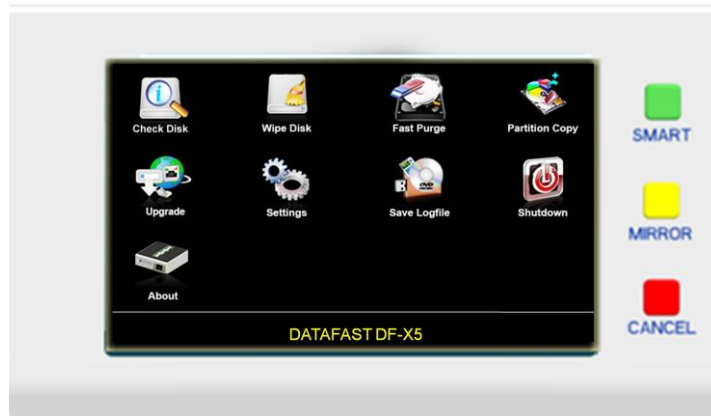 Check Disk
Wipe Disk
Fast Purge
Partition Copy
Upgrade
Settings
Save Logfile
Shutdown
About
DATAFAST DF-X5
SMART
MIRROR
CANCEL